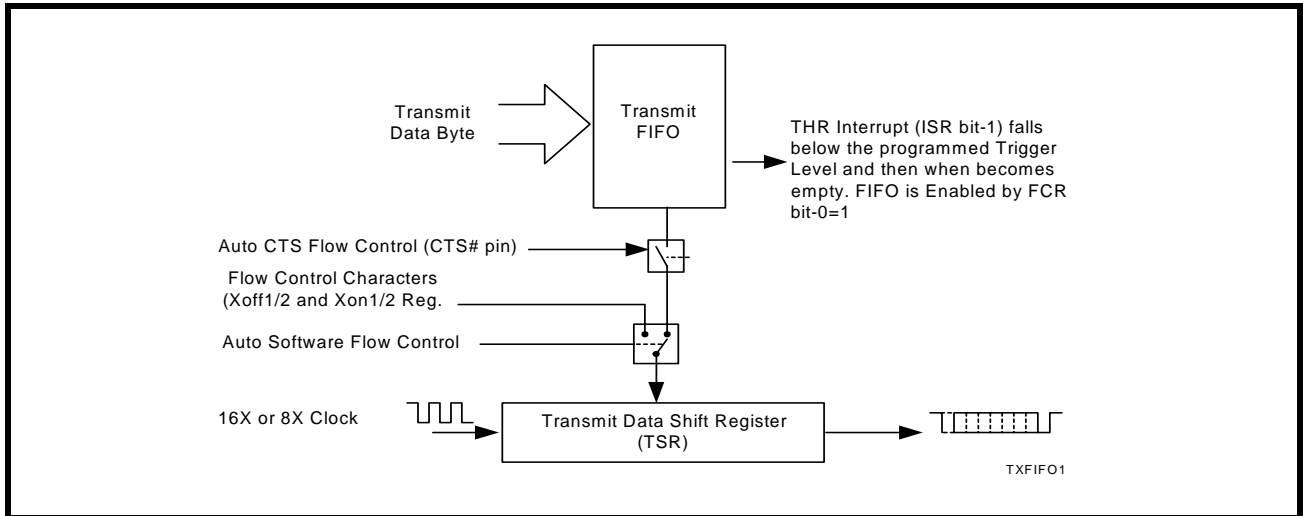 Transmit
Data Byte
Transmit
FIFO
THR Interrupt (ISR bit-1) falls
below the programmed Trigger
Level and then when becomes
empty. FIFO is Enabled by FCR
bit-0=1
Auto CTS Flow Control (CTS# pin)
Flow Control Characters
(Xoff1/2 and Xon1/2 Reg.
Auto Software Flow Control
16X or 8X Clock
Transmit Data Shift Register
(TSR)
TXFIFO1